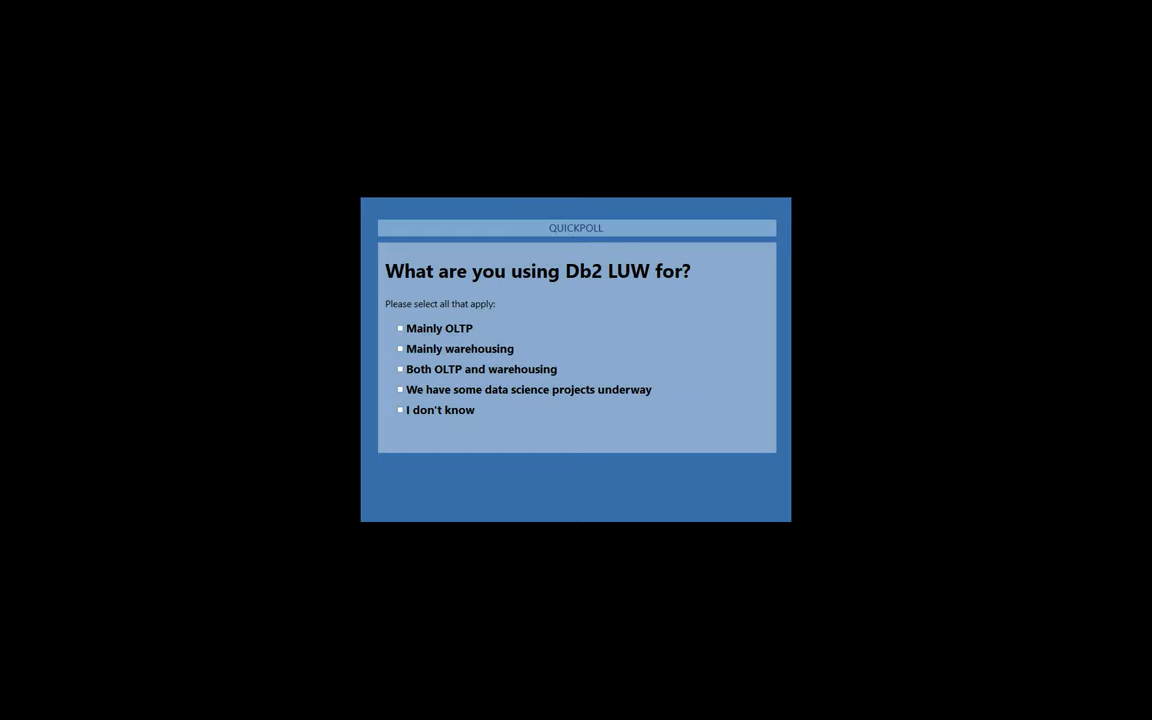 QUICKPOLL
What are you using Db2 LUW for?
Please select all that apply:
Mainly OLTP
Mainly warehousing
Both OLTP and warehousing
We have some data science projects underway
I don't know